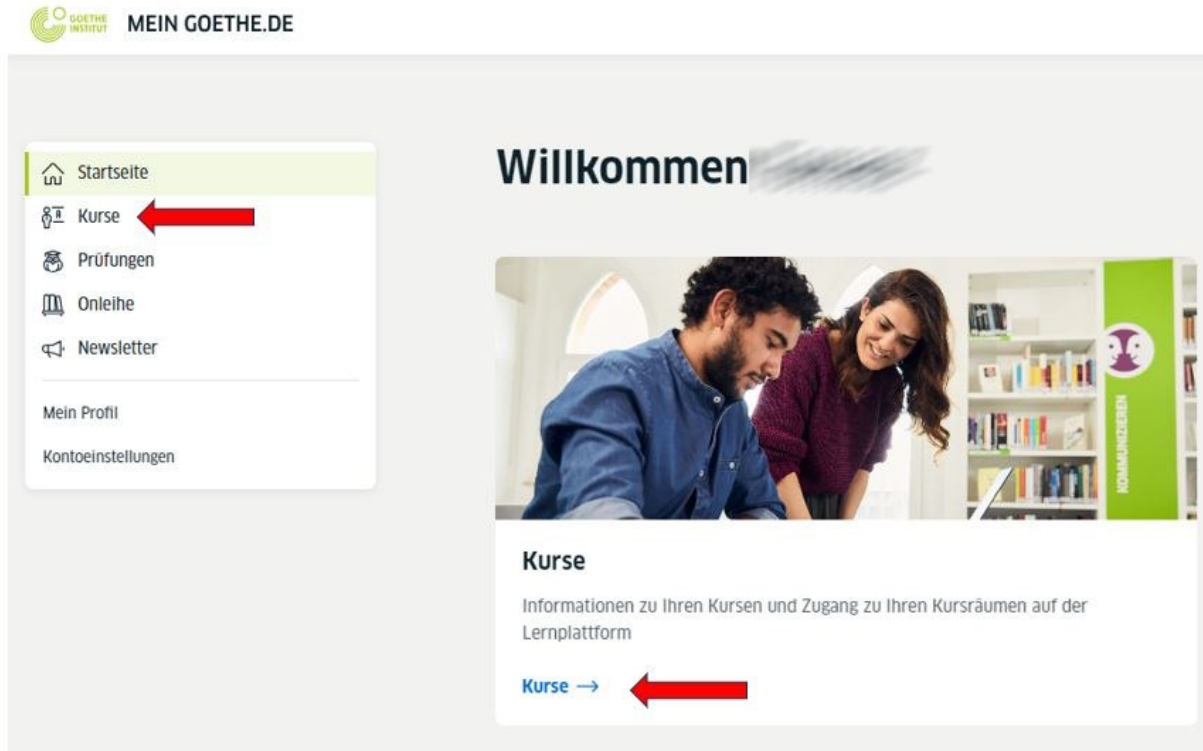 GOETHE
INSTITUT
MEIN GOETHE.DE
Startseite
Kurse
Prüfungen
Onleihe
Newsletter
Mein Profil
Kontoeinstellungen
Willkommen
KOMMUNIZIEREN
Kurse
Informationen zu Ihren Kursen und Zugang zu Ihren Kursräumen auf der
Lernplattform
Kurse →